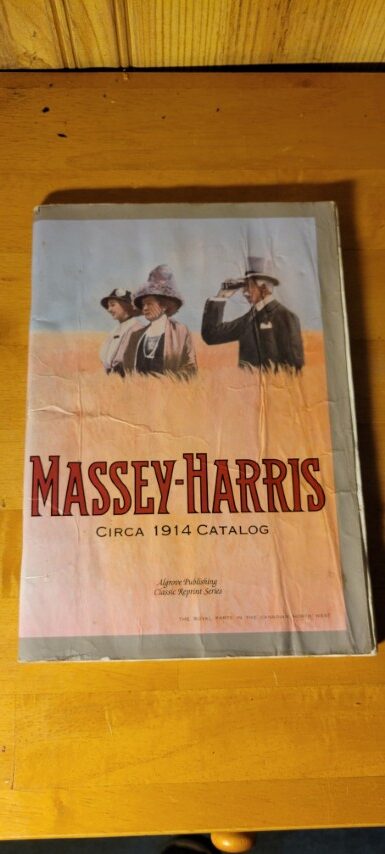 MASSEY-HARRIS
CIRCA 1914 CATALOG
Algrove Publishing
Classic Reprint Series
THE ROYAL PARTY IN THE CANADIAN NORTH WEST